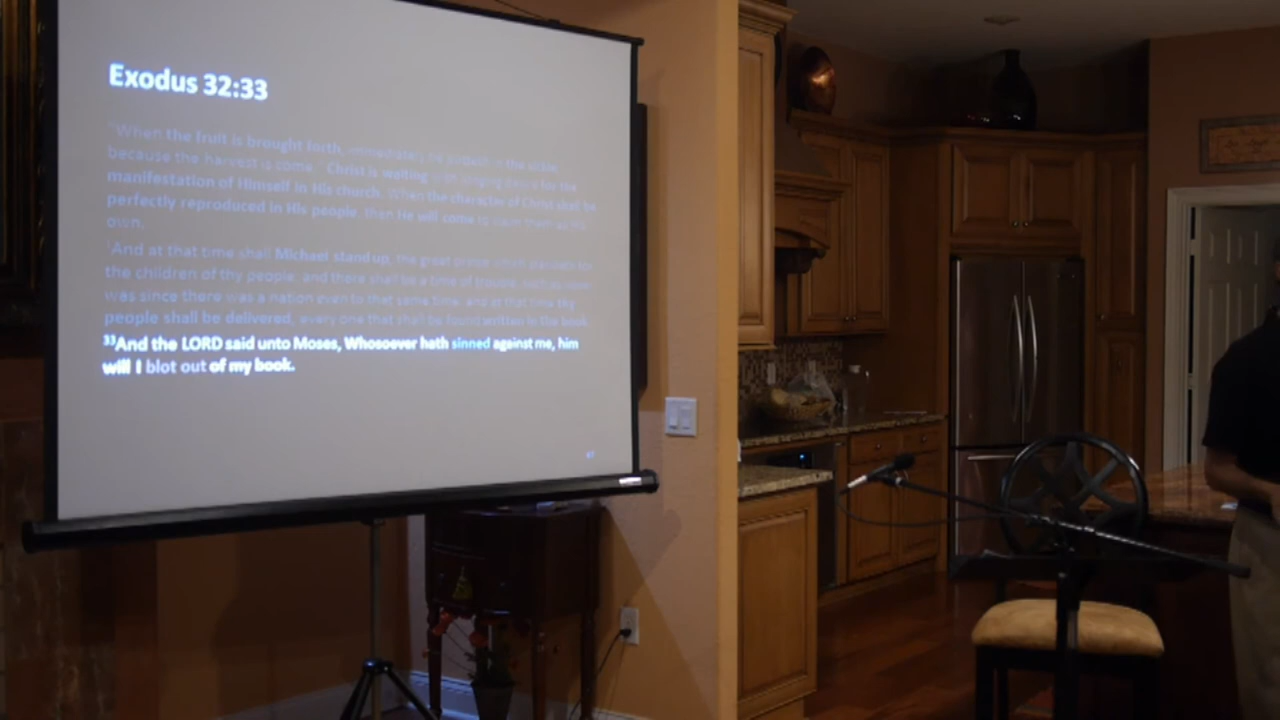 Exodus 32:33
"When the fruit is brought forth, immediately he putteth in the sickle,
because the harvest is come." Christ is waiting with longing desire for the
manifestation of Himself in His church. When the character of Christ shall be
perfectly reproduced in His people, then He will come to claim them as His
own.
¹And at that time shall Michael stand up, the great prince which standeth for
the children of thy people: and there shall be a time of trouble, such as never
was since there was a nation even to that same time: and at that time thy
people shall be delivered, every one that shall be found written in the book.
³³And the LORD said unto Moses, Whosoever hath sinned against me, him
will I blot out of my book.